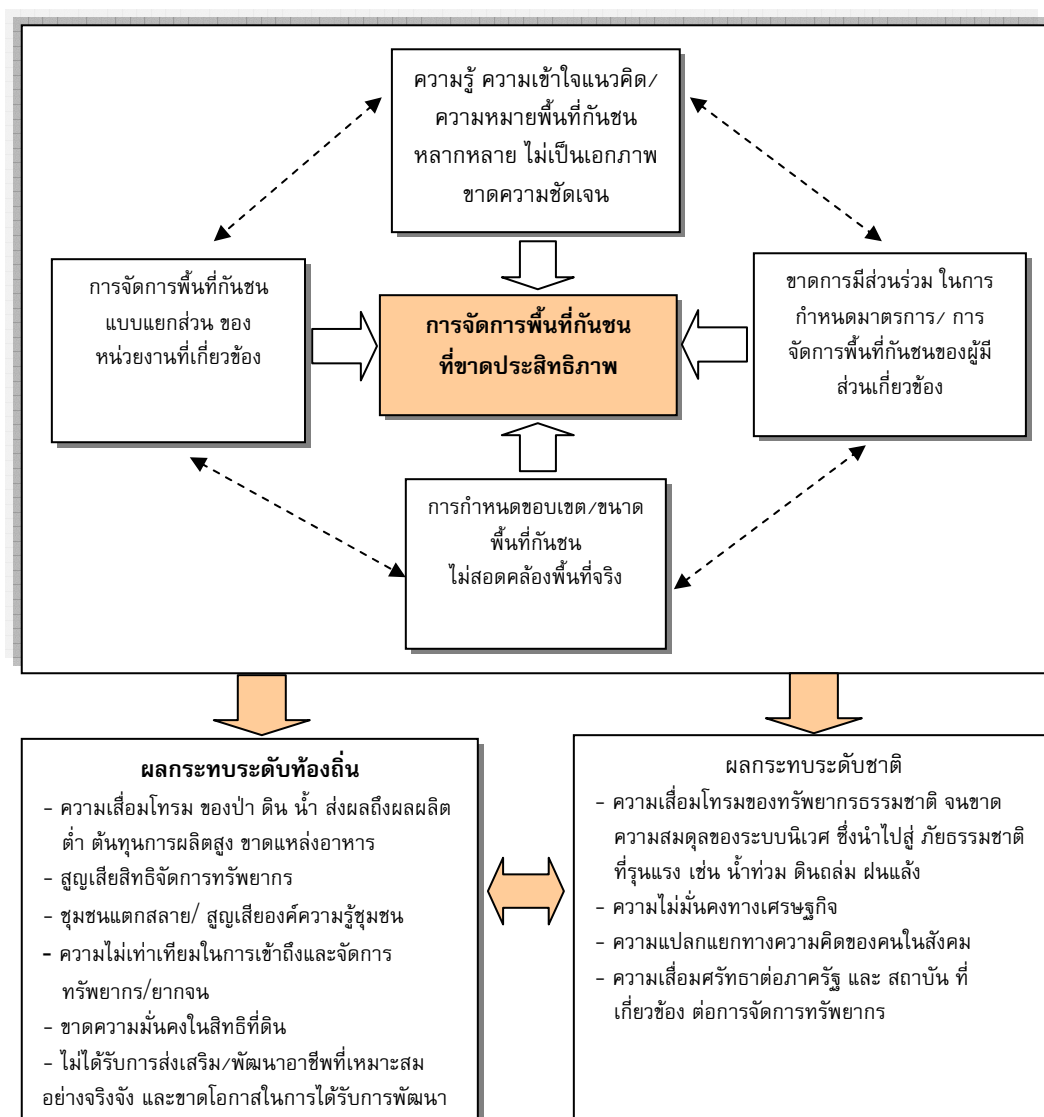 ความรู้ ความเข้าใจแนวคิด/
ความหมายพื้นที่กันชน
หลากหลาย ไม่เป็นเอกภาพ
ขาดความชัดเจน
การจัดการพื้นที่กันชน
แบบแยกส่วน ของ
หน่วยงานที่เกี่ยวข้อง
การจัดการพื้นที่กันชน
ที่ขาดประสิทธิภาพ
ขาดการมีส่วนร่วม ในการ
กำหนดมาตรการ/ การ
จัดการพื้นที่กันชนของผู้มี
ส่วนเกี่ยวข้อง
การกำหนดขอบเขต/ขนาด
พื้นที่กันชน
ไม่สอดคล้องพื้นที่จริง
ผลกระทบระดับท้องถิ่น
- ความเสื่อมโทรม ของป่า ดิน น้ำ ส่งผลถึงผลผลิต
ต่ำ ต้นทุนการผลิตสูง ขาดแหล่งอาหาร
- สูญเสียสิทธิจัดการทรัพยากร
- ชุมชนแตกสลาย/ สูญเสียองค์ความรู้ชุมชน
- ความไม่เท่าเทียมในการเข้าถึงและจัดการ
ทรัพยากร/ยากจน
- ขาดความมั่นคงในสิทธิที่ดิน
- ไม่ได้รับการส่งเสริม/พัฒนาอาชีพที่เหมาะสม
อย่างจริงจัง และขาดโอกาสในการได้รับการพัฒนา
ผลกระทบระดับชาติ
- ความเสื่อมโทรมของทรัพยากรธรรมชาติ จนขาด
ความสมดุลของระบบนิเวศ ซึ่งนำไปสู่ ภัยธรรมชาติ
ที่รุนแรง เช่น น้ำท่วม ดินถล่ม ฝนแล้ง
- ความไม่มั่นคงทางเศรษฐกิจ
- ความแปลกแยกทางความคิดของคนในสังคม
- ความเสื่อมศรัทธาต่อภาครัฐ และ สถาบัน ที่
เกี่ยวข้อง ต่อการจัดการทรัพยากร